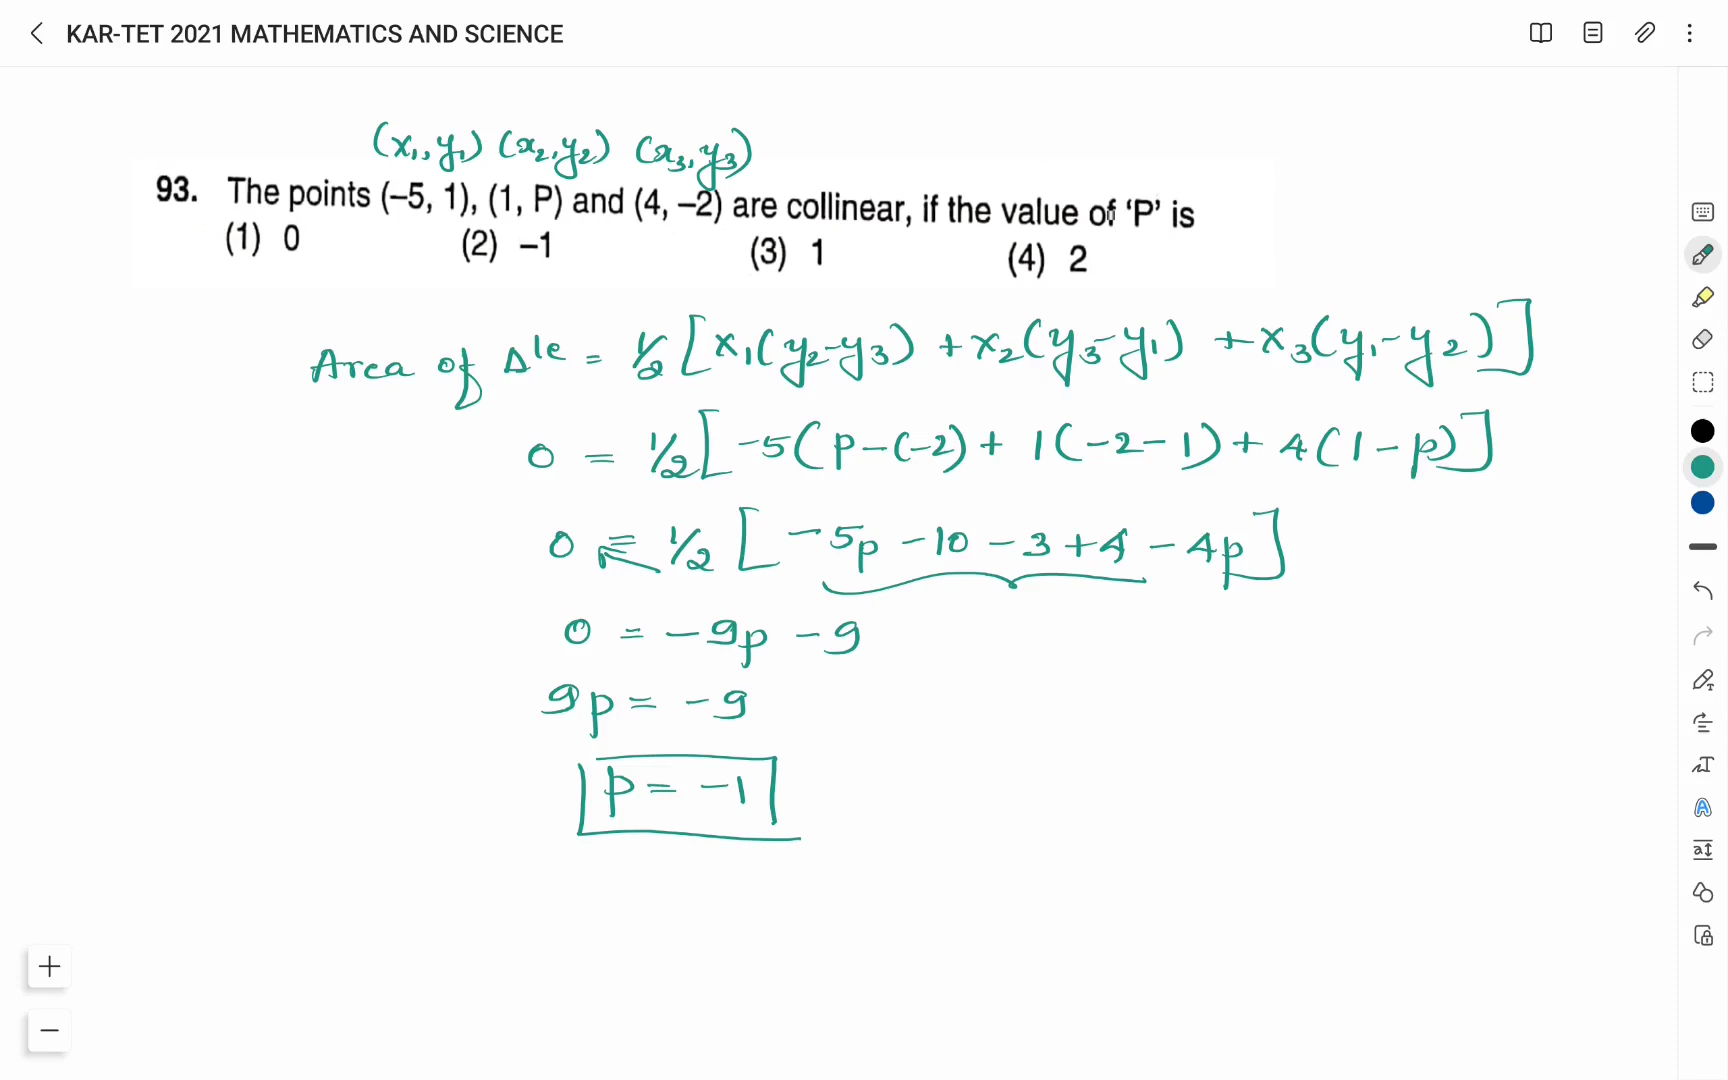 KAR-TET 2021 MATHEMATICS AND SCIENCE
(x₁,y₁) (x₂,y₂) (x₃,y₃)
93. The points (–5, 1), (1, P) and (4, –2) are collinear, if the value of ‘P’ is
(1) 0 (2) –1 (3) 1 (4) 2
Area of Δle = 1/2 [x₁(y₂-y₃) +x₂(y₃-y₁) +x₃(y₁-y₂)]
0 = 1/2 [-5(p-(-2) + 1(-2-1) + 4(1-p)]
0 = 1/2 [-5p -10 -3 +4 -4p]
0 = -9p -9
9p = -9
p = -1